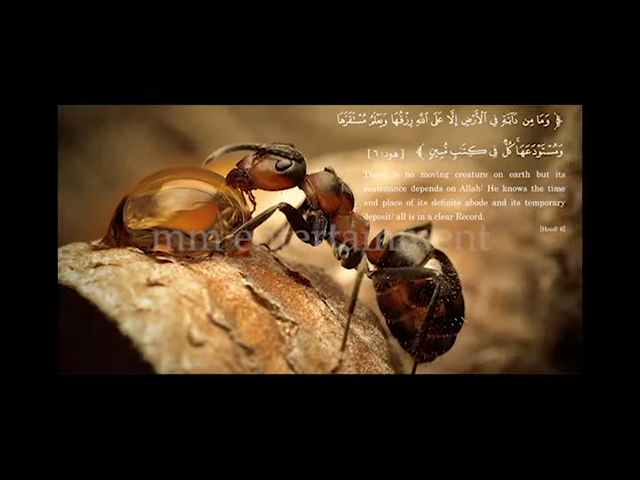 ﴿ وَمَا مِن دَآبَّةٍ فِي ٱلْأَرْضِ إِلَّا عَلَى ٱللَّهِ رِزْقُهَا وَيَعْلَمُ مُسْتَقَرَّهَا
وَمُسْتَوْدَعَهَا ۚ كُلٌّ فِي كِتَٰبٍ مُّبِينٍ ﴾ [هود: ٦]
There is no moving creature on earth but its
sustenance depends on Allah: He knows the time
and place of its definite abode and its temporary
deposit: all is in a clear Record.
[Hood: 6]
mm entertainment